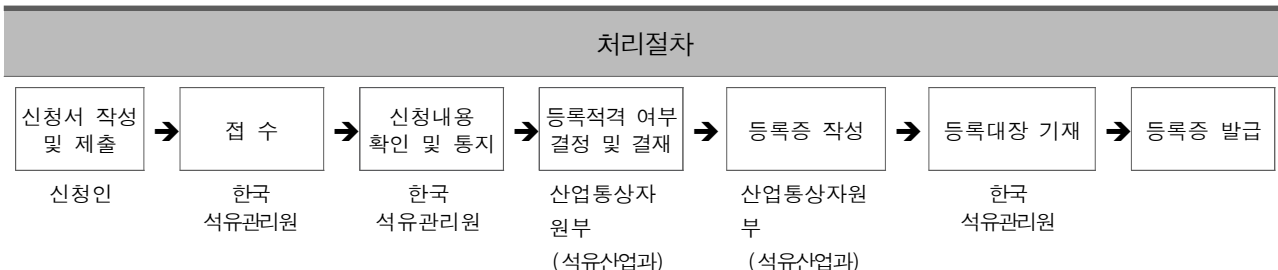 처리절차
신청서 작성
및 제출
➔
접 수
➔
신청내용
확인 및 통지
➔
등록적격 여부
결정 및 결재
➔
등록증 작성
➔
등록대장 기재
➔
등록증 발급
신청인
한국
석유관리원
한국
석유관리원
산업통상자
원부
(석유산업과)
산업통상자원
부
(석유산업과)
한국
석유관리원